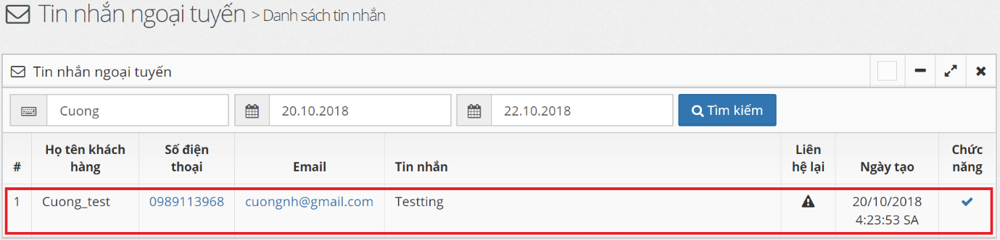 Tin nhắn ngoại tuyến > Danh sách tin nhắn
Tin nhắn ngoại tuyến
Cuong 20.10.2018 22.10.2018 Tìm kiếm
# Họ tên khách hàng Số điện thoại Email Tin nhắn Liên hệ lại Ngày tạo Chức năng
1 Cuong_test 0989113968 cuongnh@gmail.com Testting 20/10/2018
4:23:53 SA